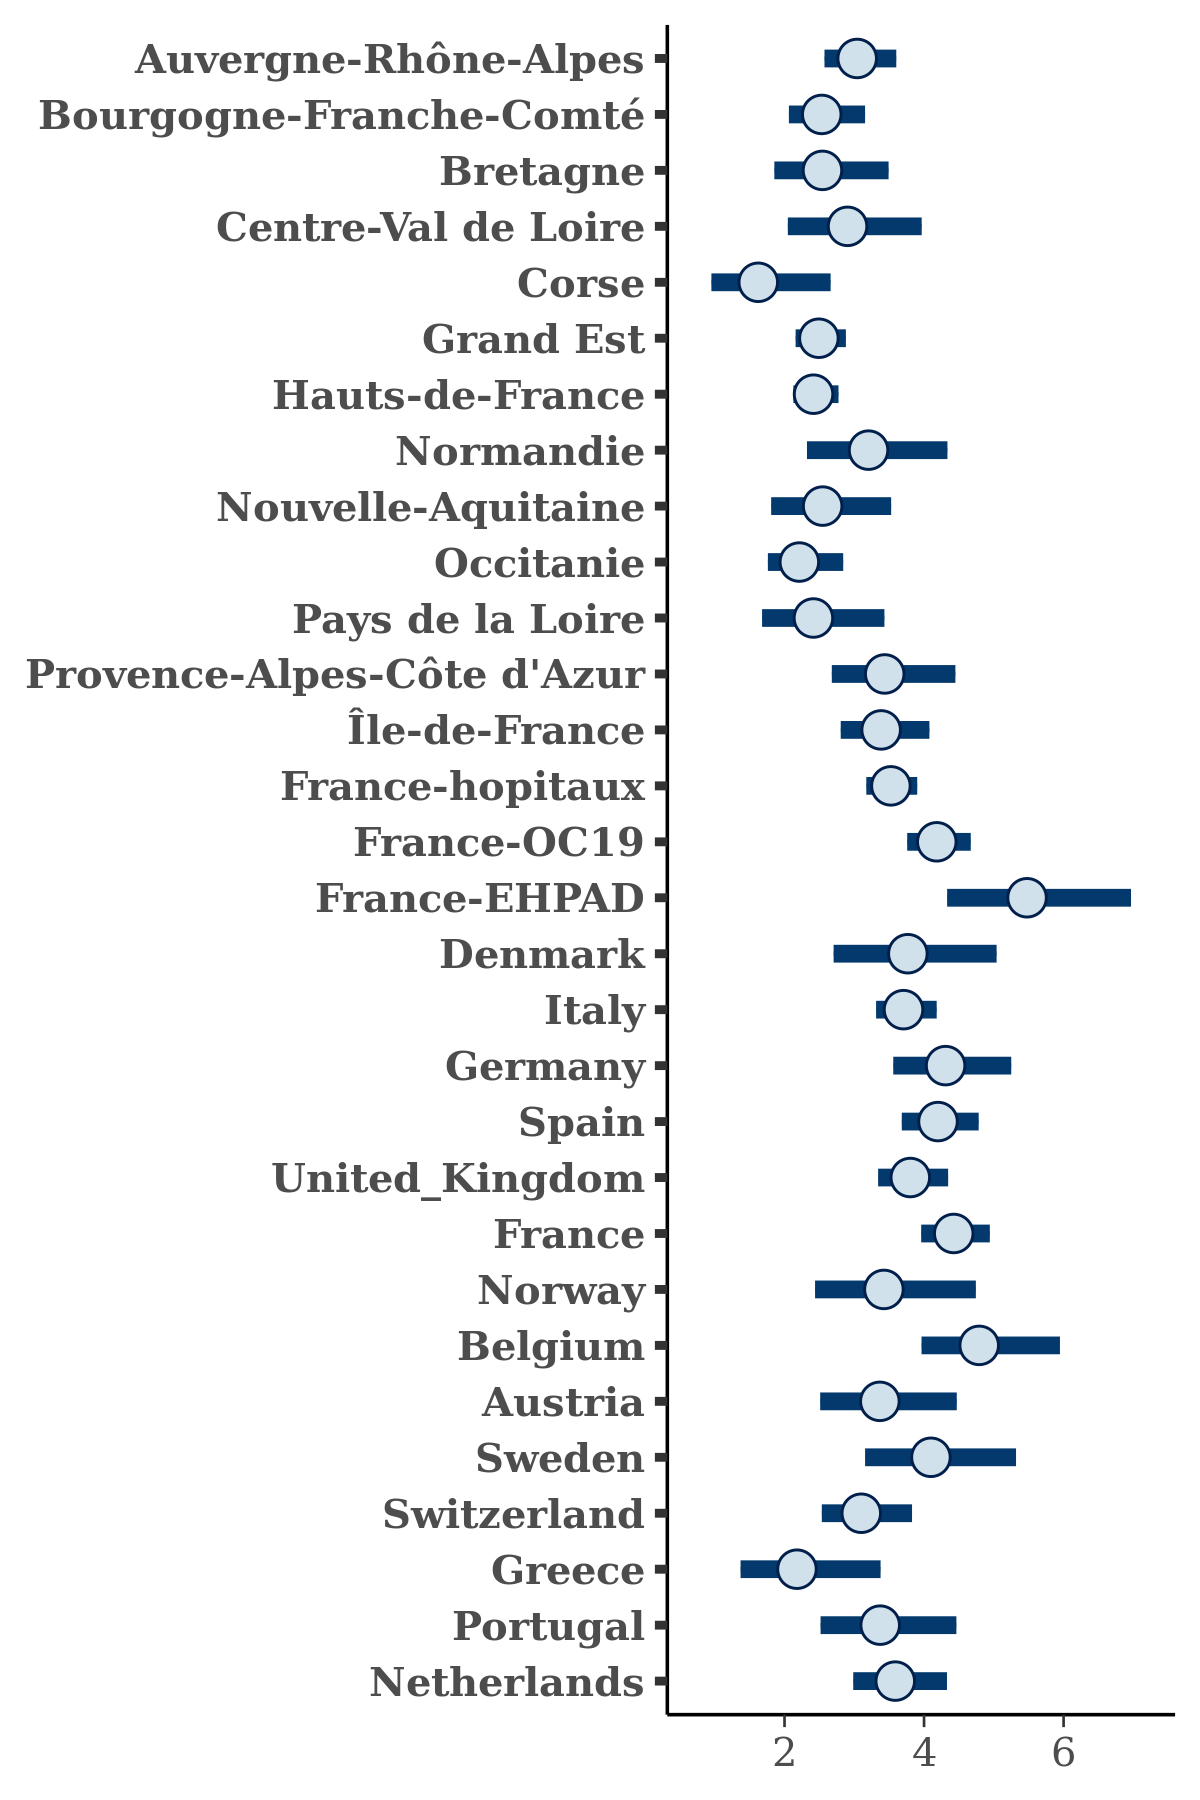 Auvergne-Rhône-Alpes
Bourgogne-Franche-Comté
Bretagne
Centre-Val de Loire
Corse
Grand Est
Hauts-de-France
Normandie
Nouvelle-Aquitaine
Occitanie
Pays de la Loire
Provence-Alpes-Côte d'Azur
Île-de-France
France-hopitaux
France-OC19
France-EHPAD
Denmark
Italy
Germany
Spain
United_Kingdom
France
Norway
Belgium
Austria
Sweden
Switzerland
Greece
Portugal
Netherlands
2 4 6